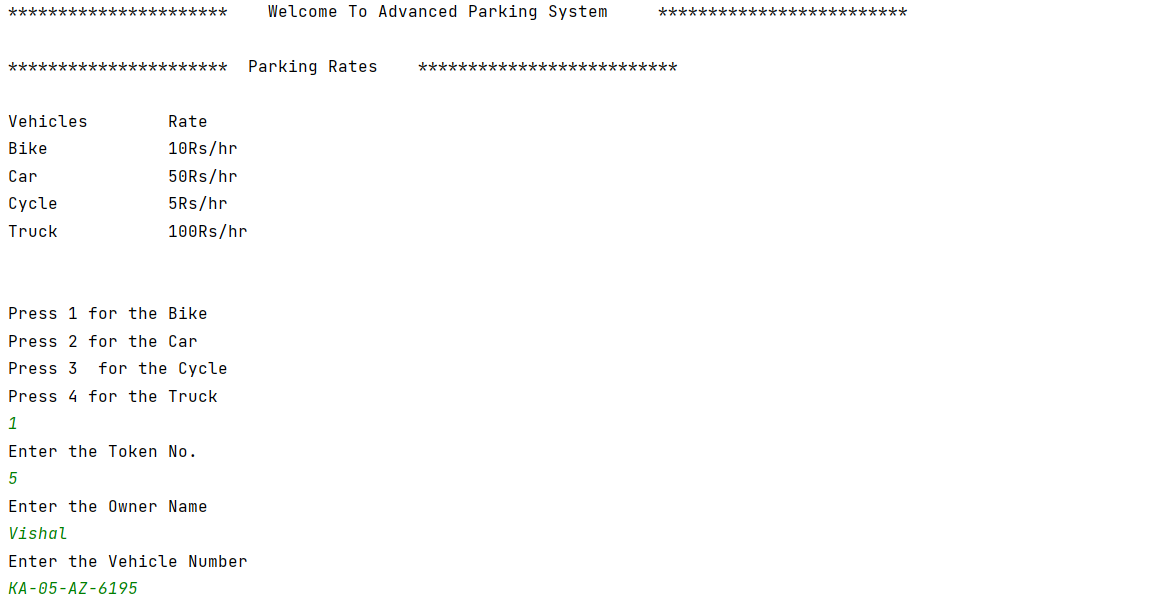 **********************    Welcome To Advanced Parking System     *************************
**********************  Parking Rates    **************************
Vehicles        Rate
Bike            10Rs/hr
Car             50Rs/hr
Cycle           5Rs/hr
Truck           100Rs/hr
Press 1 for the Bike
Press 2 for the Car
Press 3  for the Cycle
Press 4 for the Truck
1
Enter the Token No.
5
Enter the Owner Name
Vishal
Enter the Vehicle Number
KA-05-AZ-6195